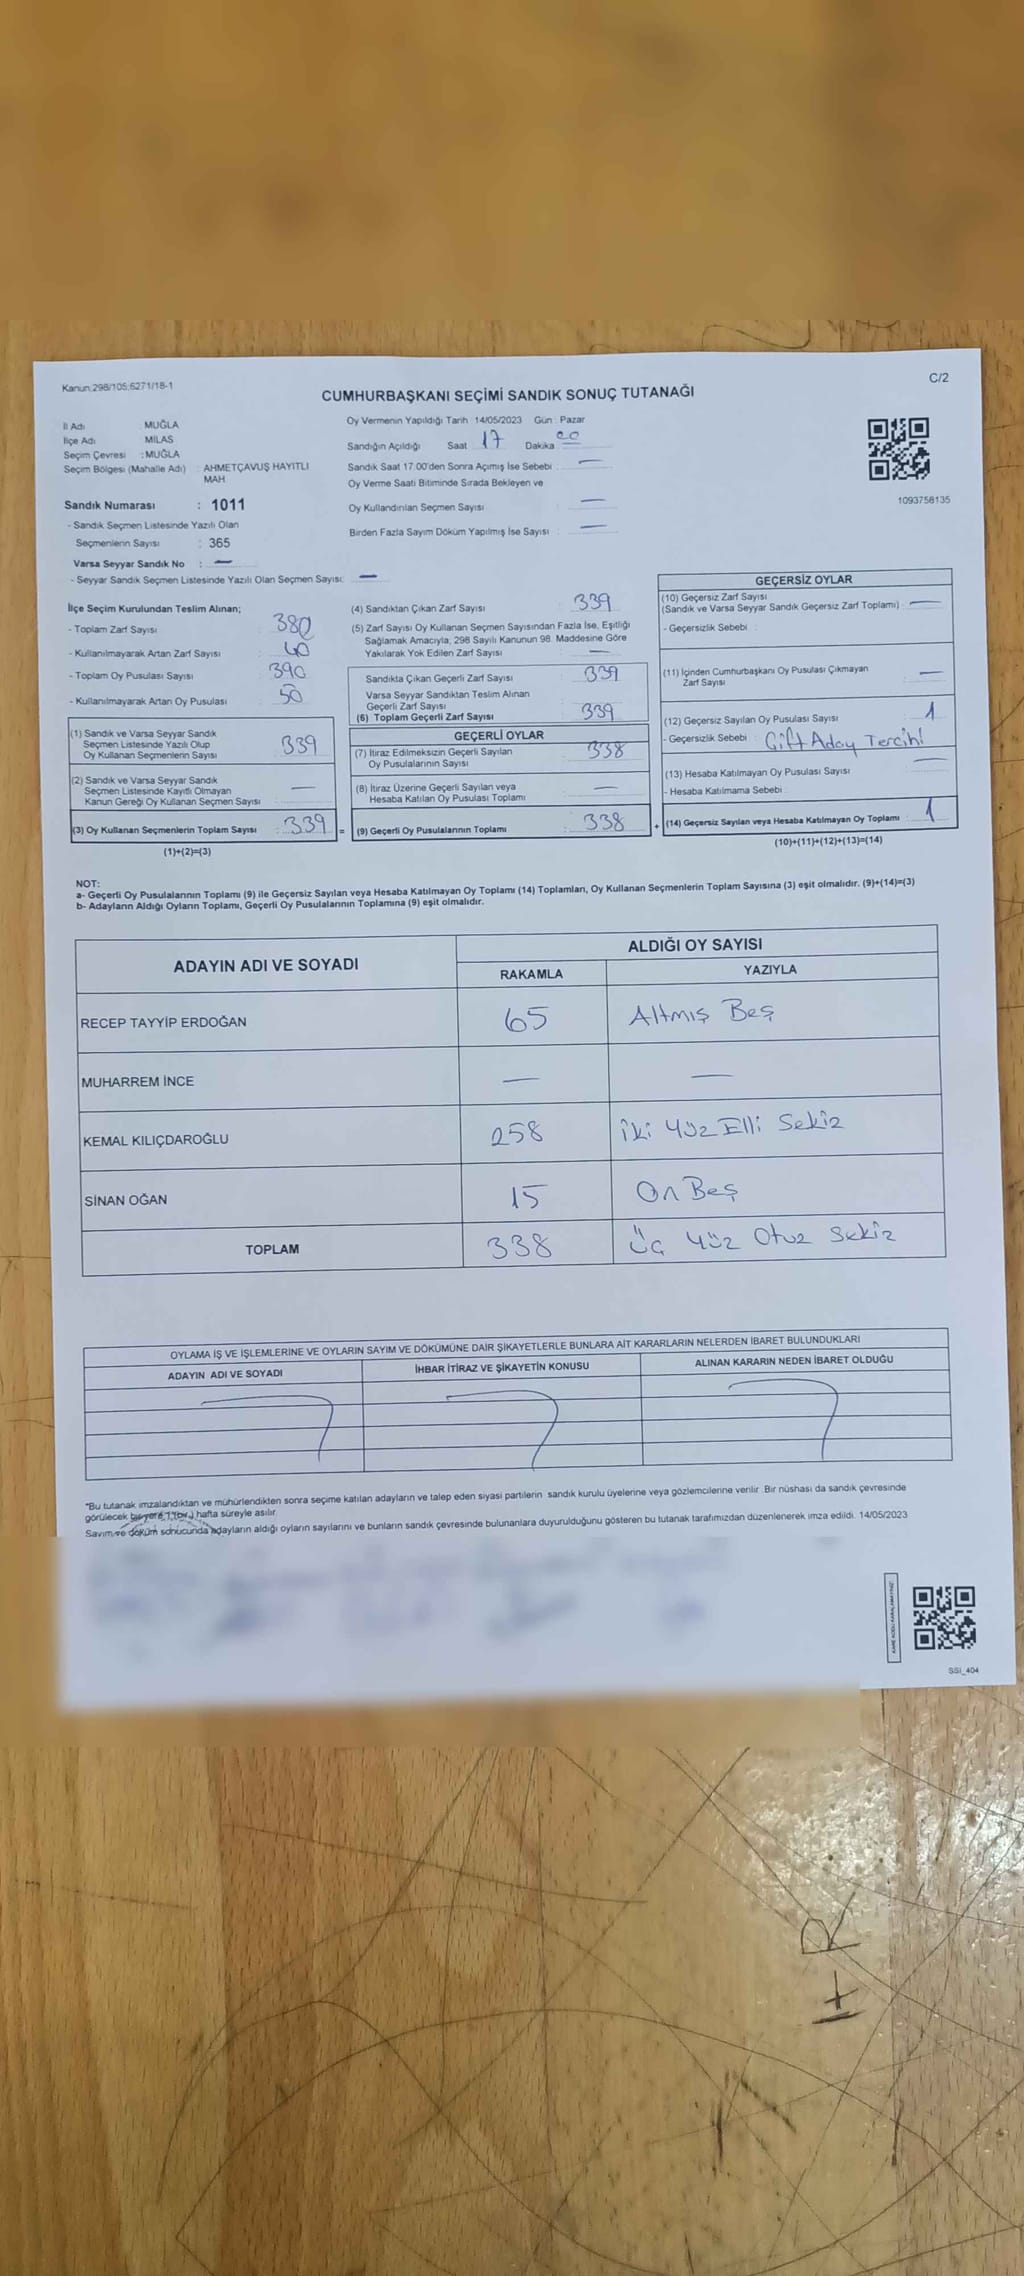 Kanun:298/105;6271/18-1
C/2
CUMHURBAŞKANI SEÇİMİ SANDIK SONUÇ TUTANAĞI
İl Adı MUĞLA
İlçe Adı MİLAS
Seçim Çevresi : MUĞLA
Seçim Bölgesi (Mahalle Adı) : AHMETÇAVUŞ HAYITLI
MAH
Sandık Numarası : 1011
- Sandık Seçmen Listesinde Yazılı Olan
Seçmenlerin Sayısı : 365
Varsa Seyyar Sandık No : —
- Seyyar Sandık Seçmen Listesinde Yazılı Olan Seçmen Sayısı: —
Oy Vermenin Yapıldığı Tarih :14/05/2023 Gün : Pazar
Sandığın Açıldığı Saat 17 Dakika 00
Sandık Saat 17.00'den Sonra Açımış İse Sebebi : —
Oy Verme Saati Bitiminde Sırada Bekleyen ve
Oy Kullandırılan Seçmen Sayısı —
Birden Fazla Sayım Döküm Yapılmış İse Sayısı : —
1093758135
İlçe Seçim Kurulundan Teslim Alınan;
- Toplam Zarf Sayısı : 380
- Kullanılmayarak Artan Zarf Sayısı : 40
- Toplam Oy Pusulası Sayısı : 390
- Kullanılmayarak Artan Oy Pusulası : 50
(1) Sandık ve Varsa Seyyar Sandık
Seçmen Listesinde Yazılı Olup
Oy Kullanan Seçmenlerin Sayısı : 339
(2) Sandık ve Varsa Seyyar Sandık
Seçmen Listesinde Kayıtlı Olmayan
Kanun Gereği Oy Kullanan Seçmen Sayısı : —
(3) Oy Kullanan Seçmenlerin Toplam Sayısı : 339 =
(1)+(2)=(3)
(4) Sandıktan Çıkan Zarf Sayısı : 339
(5) Zarf Sayısı Oy Kullanan Seçmen Sayısından Fazla İse, Eşitliği
Sağlamak Amacıyla, 298 Sayılı Kanunun 98. Maddesine Göre
Yakılarak Yok Edilen Zarf Sayısı : —
Sandıkta Çıkan Geçerli Zarf Sayısı : 339
Varsa Seyyar Sandıktan Teslim Alınan
Geçerli Zarf Sayısı :
(6) Toplam Geçerli Zarf Sayısı : 339
GEÇERLİ OYLAR
(7) İtiraz Edilmeksizin Geçerli Sayılan
Oy Pusulalarının Sayısı : 338
(8) İtiraz Üzerine Geçerli Sayılan veya
Hesaba Katılan Oy Pusulası Toplamı : —
(9) Geçerli Oy Pusulalarının Toplamı : 338 +
GEÇERSİZ OYLAR
(10) Geçersiz Zarf Sayısı
(Sandık ve Varsa Seyyar Sandık Geçersiz Zarf Toplamı) : —
- Geçersizlik Sebebi :
(11) İçinden Cumhurbaşkanı Oy Pusulası Çıkmayan
Zarf Sayısı : —
(12) Geçersiz Sayılan Oy Pusulası Sayısı : 1
- Geçersizlik Sebebi : Çift Aday Tercihi
(13) Hesaba Katılmayan Oy Pusulası Sayısı : —
- Hesaba Katılmama Sebebi :
(14) Geçersiz Sayılan veya Hesaba Katılmayan Oy Toplamı : 1
(10)+(11)+(12)+(13)=(14)
NOT:
a- Geçerli Oy Pusulalarının Toplamı (9) ile Geçersiz Sayılan veya Hesaba Katılmayan Oy Toplamı (14) Toplamları, Oy Kullanan Seçmenlerin Toplam Sayısına (3) eşit olmalıdır. (9)+(14)=(3)
b- Adayların Aldığı Oyların Toplamı, Geçerli Oy Pusulalarının Toplamına (9) eşit olmalıdır.
ADAYIN ADI VE SOYADI
ALDIĞI OY SAYISI
RAKAMLA YAZIYLA
RECEP TAYYİP ERDOĞAN 65 Altmış Beş
MUHARREM İNCE — —
KEMAL KILIÇDAROĞLU 258 iki Yüz Elli Sekiz
SİNAN OĞAN 15 On Beş
TOPLAM 338 Üç Yüz Otuz Sekiz
OYLAMA İŞ VE İŞLEMLERİNE VE OYLARIN SAYIM VE DÖKÜMÜNE DAİR ŞİKAYETLERLE BUNLARA AİT KARARLARIN NELERDEN İBARET BULUNDUKLARI
ADAYIN ADI VE SOYADI İHBAR İTİRAZ VE ŞİKAYETİN KONUSU ALINAN KARARIN NEDEN İBARET OLDUĞU
"Bu tutanak imzalandıktan ve mühürlendikten sonra seçime katılan adayların ve talep eden siyasi partilerin sandık kurulu üyelerine veya gözlemcilerine verilir .Bir nüshası da sandık çevresinde
görülecek bir yere 1 (bir ) hafta süreyle asılır.
Sayım ve döküm sonucunda adayların aldığı oyların sayılarını ve bunların sandık çevresinde bulunanlara duyurulduğunu gösteren bu tutanak tarafımızdan düzenlenerek imza edildi. 14/05/2023
SSI_404
H R